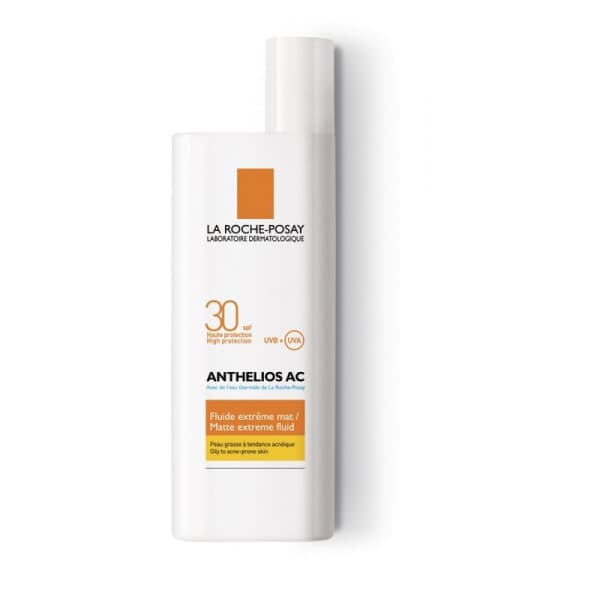 LA ROCHE-POSAY
LABORATOIRE DERMATOLOGIQUE
30 spf
Haute protection
High protection
UVB + UVA
ANTHELIOS AC
Avec de l'eau thermale de La Roche-Posay
Fluide extrême mat /
Matte extreme fluid
Peau grasse à tendance acnéique
Oily to acne-prone skin